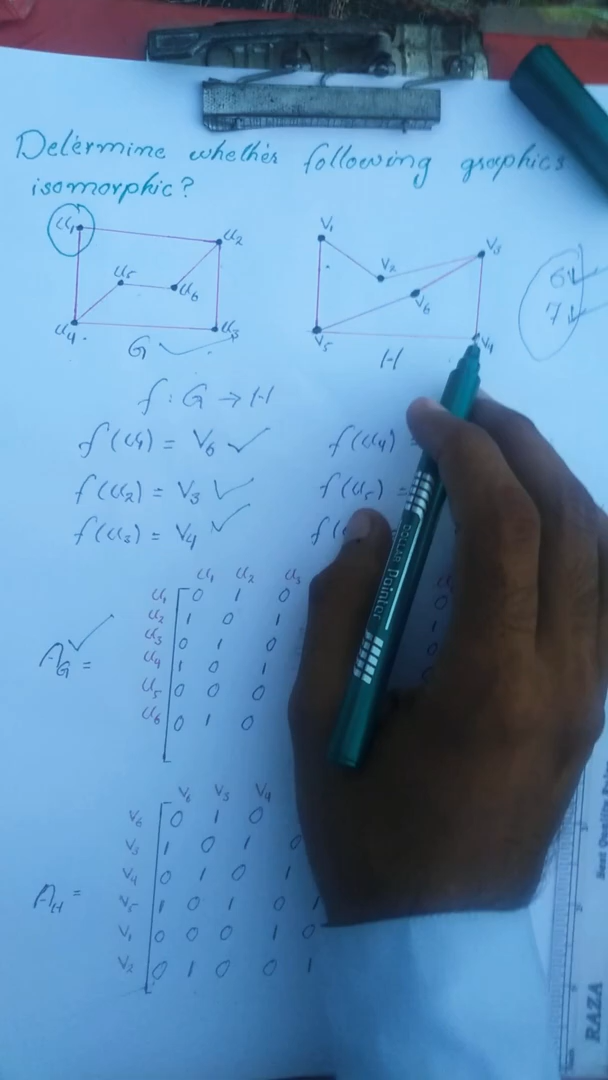 Determine whether following graphics
isomorphic?
u₁ u₂ u₅ u₆ u₄ u₃
G
v₁ v₂ v₃ v₆ v₅ v₄
H
6
7
f : G → H
f(u₁) = v₆ f(u₄)
f(u₂) = v₃ f(u₅) =
f(u₃) = v₄
u₁ u₂ u₃
u₁ 0 1 0
u₂ 1 0 1
u₃ 0 1 0
u₄ 1 0 1
u₅ 0 0 0
u₆ 0 1 0
A_G =
v₆ v₃ v₄
v₆ 0 1 0
v₃ 1 0 1 0
v₄ 0 1 0 1
v₅ 1 0 1 0 1
v₁ 0 0 0 1 0
v₂ 0 1 0 0 1
A_H =
DOLLAR Pointer
RAZA